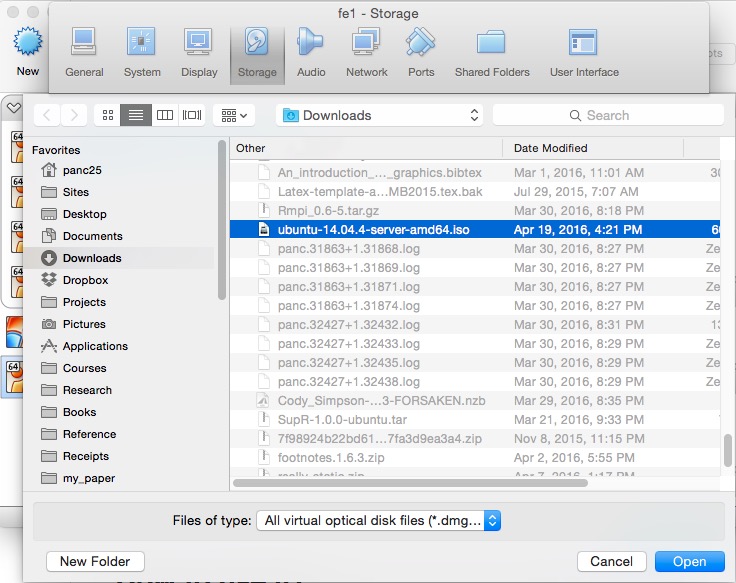 fe1 - Storage
New
General System Display Storage Audio Network Ports Shared Folders User Interface
Downloads Search
Favorites
panc25
Sites
Desktop
Documents
Downloads
Dropbox
Projects
Pictures
Applications
Courses
Research
Books
Reference
Receipts
my_paper
Other Date Modified
An_introduction_..._graphics.bibtex Mar 1, 2016, 11:01 AM 30
Latex-template-a...MB2015.tex.bak Jul 29, 2015, 7:07 AM
Rmpi_0.6-5.tar.gz Mar 30, 2016, 8:18 PM
ubuntu-14.04.4-server-amd64.iso Apr 19, 2016, 4:21 PM 60
panc.31863+1.31868.log Mar 30, 2016, 8:27 PM Ze
panc.31863+1.31869.log Mar 30, 2016, 8:27 PM Ze
panc.31863+1.31871.log Mar 30, 2016, 8:27 PM Ze
panc.31863+1.31874.log Mar 30, 2016, 8:27 PM Ze
panc.32427+1.32432.log Mar 30, 2016, 8:31 PM 13
panc.32427+1.32433.log Mar 30, 2016, 8:29 PM Ze
panc.32427+1.32435.log Mar 30, 2016, 8:29 PM Ze
panc.32427+1.32438.log Mar 30, 2016, 8:29 PM Ze
Cody_Simpson-...3-FORSAKEN.nzb Mar 29, 2016, 8:35 PM
SupR-1.0.0-ubuntu.tar Mar 21, 2016, 9:33 PM
7f98924b22bd61...7fa3d9ea3a4.zip Nov 8, 2015, 11:15 PM
footnotes.1.6.3.zip Apr 2, 2016, 5:55 PM
Files of type: All virtual optical disk files (*.dmg...
New Folder Cancel Open